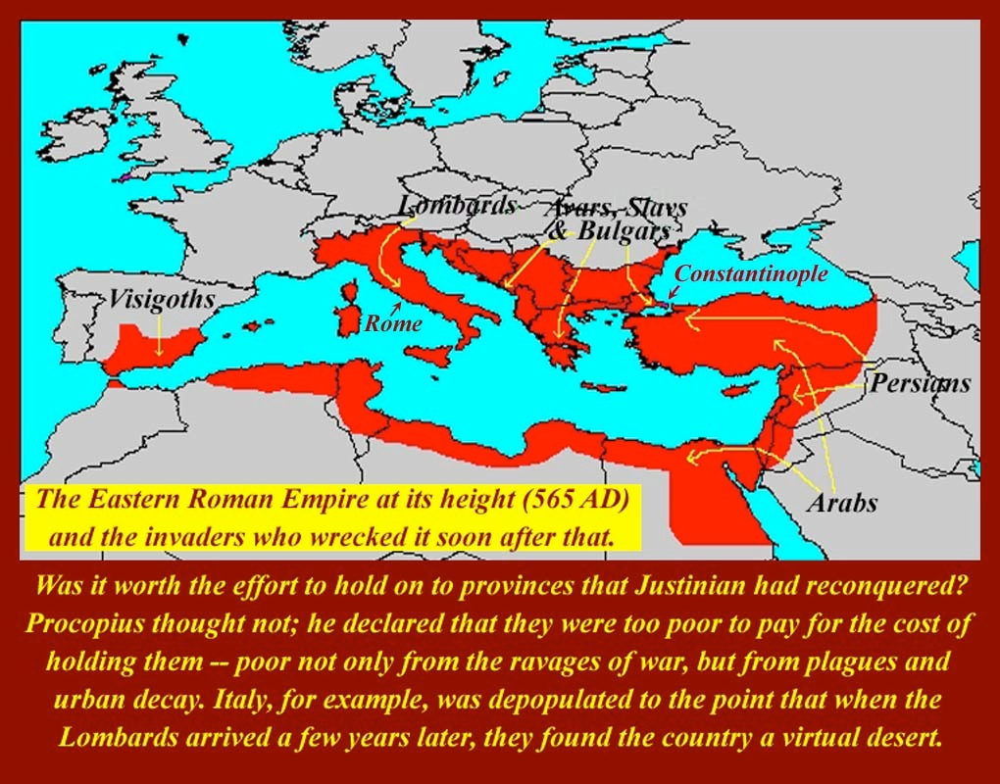 Lombards
Avars, Slavs
& Bulgars
Constantinople
Visigoths
Rome
Persians
Arabs
The Eastern Roman Empire at its height (565 AD)
and the invaders who wrecked it soon after that.
Was it worth the effort to hold on to provinces that Justinian had reconquered?
Procopius thought not; he declared that they were too poor to pay for the cost of
holding them -- poor not only from the ravages of war, but from plagues and
urban decay. Italy, for example, was depopulated to the point that when the
Lombards arrived a few years later, they found the country a virtual desert.